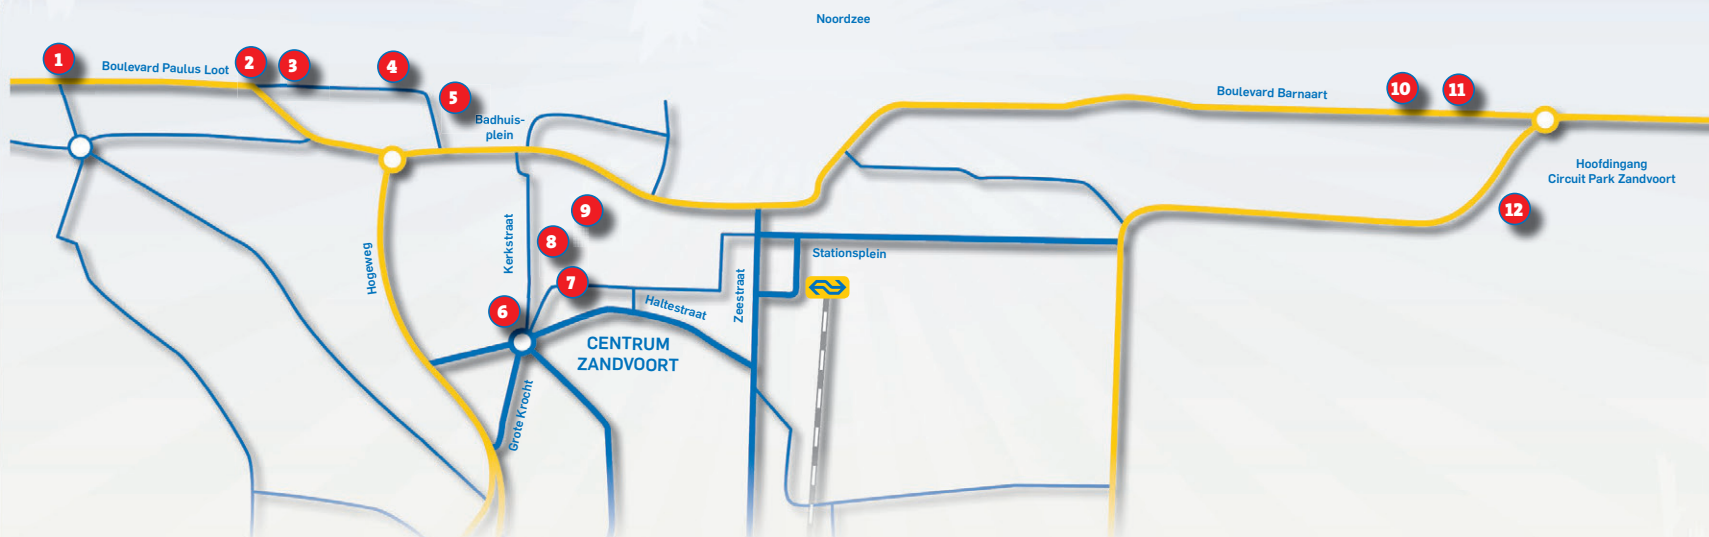 Noordzee
1
Boulevard Paulus Loot
2
3
4
5
Badhuis-
plein
Boulevard Barnaart
10
11
Hoofdingang
Circuit Park Zandvoort
12
Hogeweg
Kerkstraat
9
8
7
6
Stationsplein
Zeestraat
Haltestraat
CENTRUM
ZANDVOORT
Grote Krocht